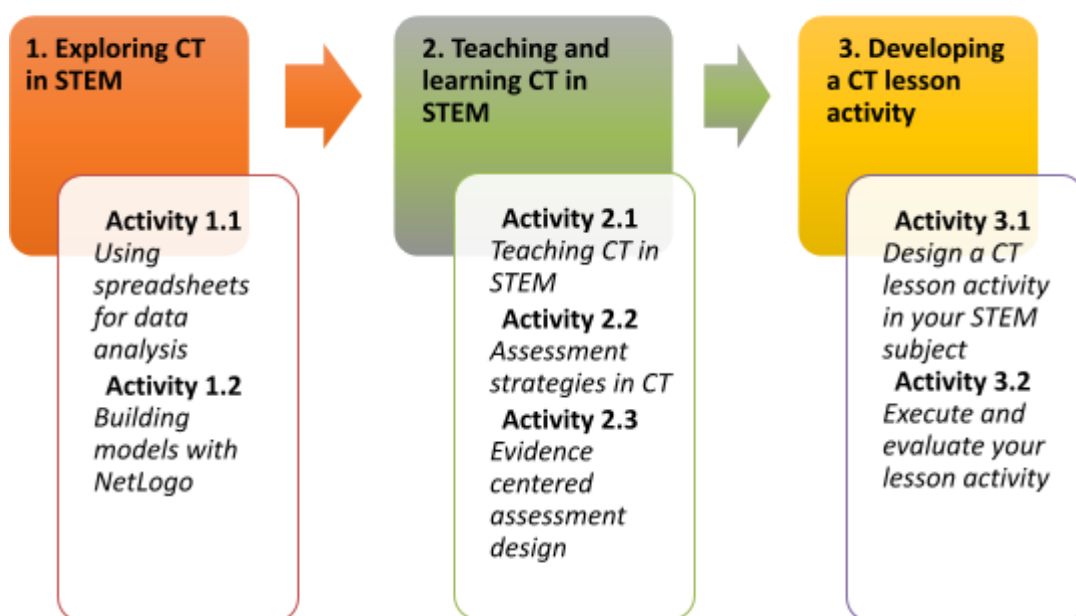 1. Exploring CT
in STEM
Activity 1.1
Using
spreadsheets
for data
analysis
Activity 1.2
Building
models with
NetLogo
2. Teaching and
learning CT in
STEM
Activity 2.1
Teaching CT in
STEM
Activity 2.2
Assessment
strategies in CT
Activity 2.3
Evidence
centered
assessment
design
3. Developing
a CT lesson
activity
Activity 3.1
Design a CT
lesson activity
in your STEM
subject
Activity 3.2
Execute and
evaluate your
lesson activity